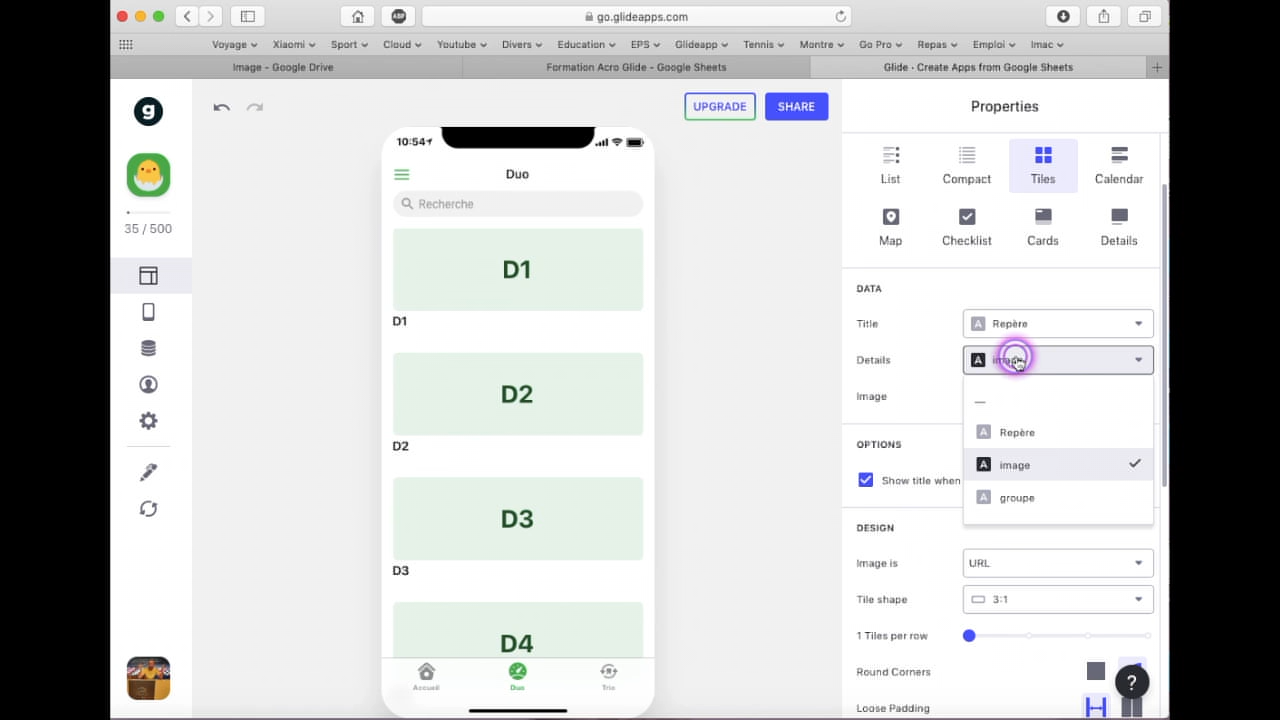 ABP
go.glideapps.com
Voyage Xiaomi Sport Cloud Youtube Divers Education EPS Glideapp Tennis Montre Go Pro Repas Emploi Imac
Image - Google Drive
Formation Acro Glide - Google Sheets
Glide · Create Apps from Google Sheets
g
35 / 500
UPGRADE
SHARE
10:54
Duo
Recherche
D1
D1
D2
D2
D3
D3
D4
Accueil
Duo
Trio
Properties
List
Compact
Tiles
Calendar
Map
Checklist
Cards
Details
DATA
Title
A Repère
Details
A image
Image
—
A Repère
A image
A groupe
OPTIONS
Show title when
DESIGN
Image is
URL
Tile shape
3:1
1 Tiles per row
Round Corners
Loose Padding
?